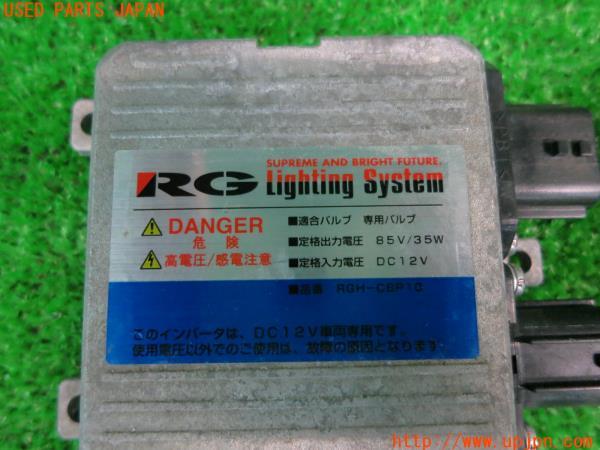 USED PARTS JAPAN
SUPREME AND BRIGHT FUTURE.
RG Lighting System
DANGER
危険
高電圧/感電注意
■適合バルブ 専用バルブ
■定格出力電圧 85V/35W
■定格入力電圧 DC12V
■品番 RGH-CBP10
このインバータは、DC12V車両専用です。
使用電圧以外でのご使用は、故障の原因となります。
http://www.upjpn.com